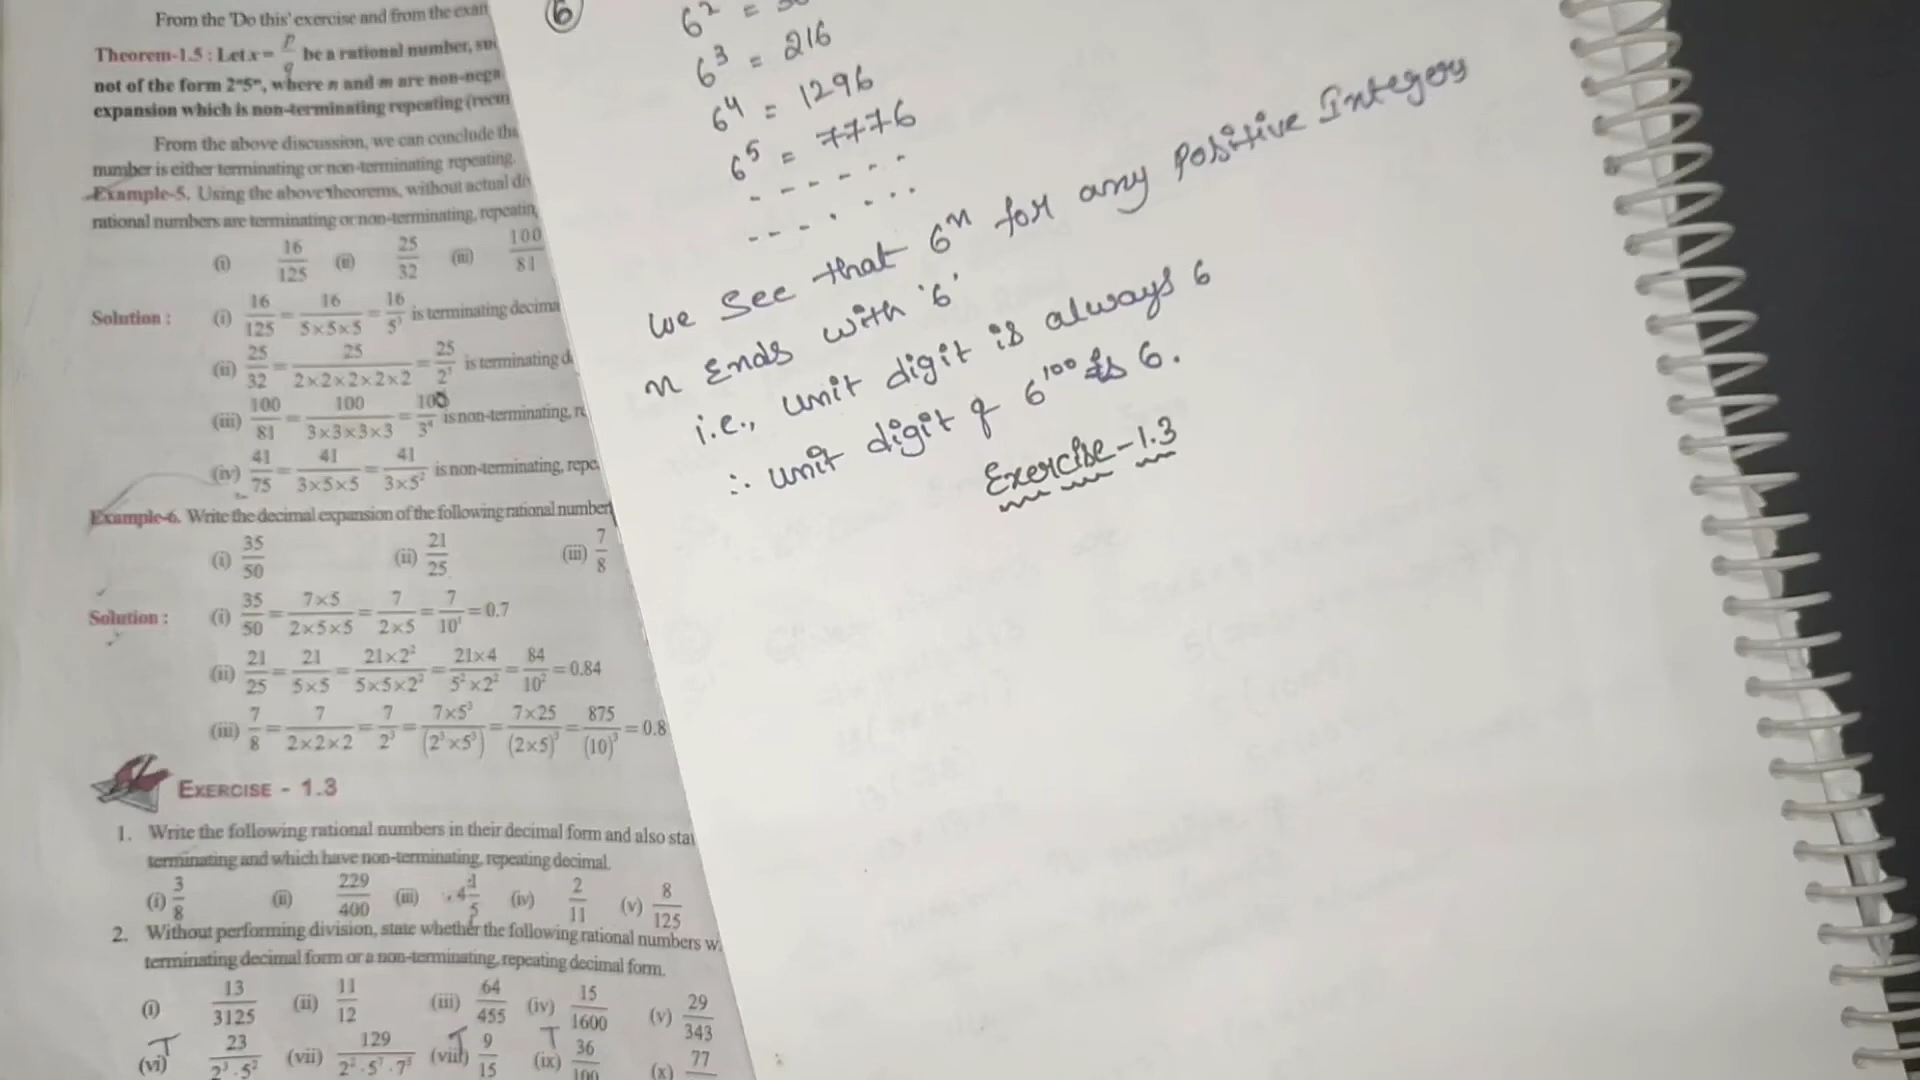 From the 'Do this' exercise and from the exan
Theorem-1.5 : Let x = p/q be a rational number, su
not of the form 2ⁿ5ᵐ, where n and m are non-nega
expansion which is non-terminating repeating (recu
From the above discussion, we can conclude tha
number is either terminating or non-terminating repeating.
Example-5. Using the above theorems, without actual di
rational numbers are terminating or non-terminating, repeatin
(i) 16/125 (ii) 25/32 (iii) 100/81
Solution : (i) 16/125 = 16/5×5×5 = 16/5³ is terminating decima
(ii) 25/32 = 25/2×2×2×2×2 = 25/2⁵ is terminating d
(iii) 100/81 = 100/3×3×3×3 = 100/3⁴ is non-terminating, re
(iv) 41/75 = 41/3×5×5 = 41/3×5² is non-terminating, repe
Example-6. Write the decimal expansion of the following rational number
(i) 35/50 (ii) 21/25 (iii) 7/8
Solution : (i) 35/50 = 7×5/2×5×5 = 7/2×5 = 7/10¹ = 0.7
(ii) 21/25 = 21/5×5 = 21×2²/5×5×2² = 21×4/5²×2² = 84/10² = 0.84
(iii) 7/8 = 7/2×2×2 = 7/2³ = 7×5³/(2³×5³) = 7×25/(2×5)³ = 875/(10)³ = 0.8
EXERCISE - 1.3
1. Write the following rational numbers in their decimal form and also stat
terminating and which have non-terminating, repeating decimal.
(i) 3/8 (ii) 229/400 (iii) 4 1/5 (iv) 2/11 (v) 8/125
2. Without performing division, state whether the following rational numbers w
terminating decimal form or a non-terminating, repeating decimal form.
(i) 13/3125 (ii) 11/12 (iii) 64/455 (iv) 15/1600 (v) 29/343
T T T
(vi) 23/2³·5² (vii) 129/2²·5⁷·7⁵ (viii) 9/15 (ix) 36/100 (x) 77
6
6² =
6³ = 216
6⁴ = 1296
6⁵ = 7776
We See that 6ⁿ for any Positive Integers
n Ends with '6'
i.e., unit digit is always 6
∴ unit digit of 6¹⁰⁰ is 6.
Exercise-1.3